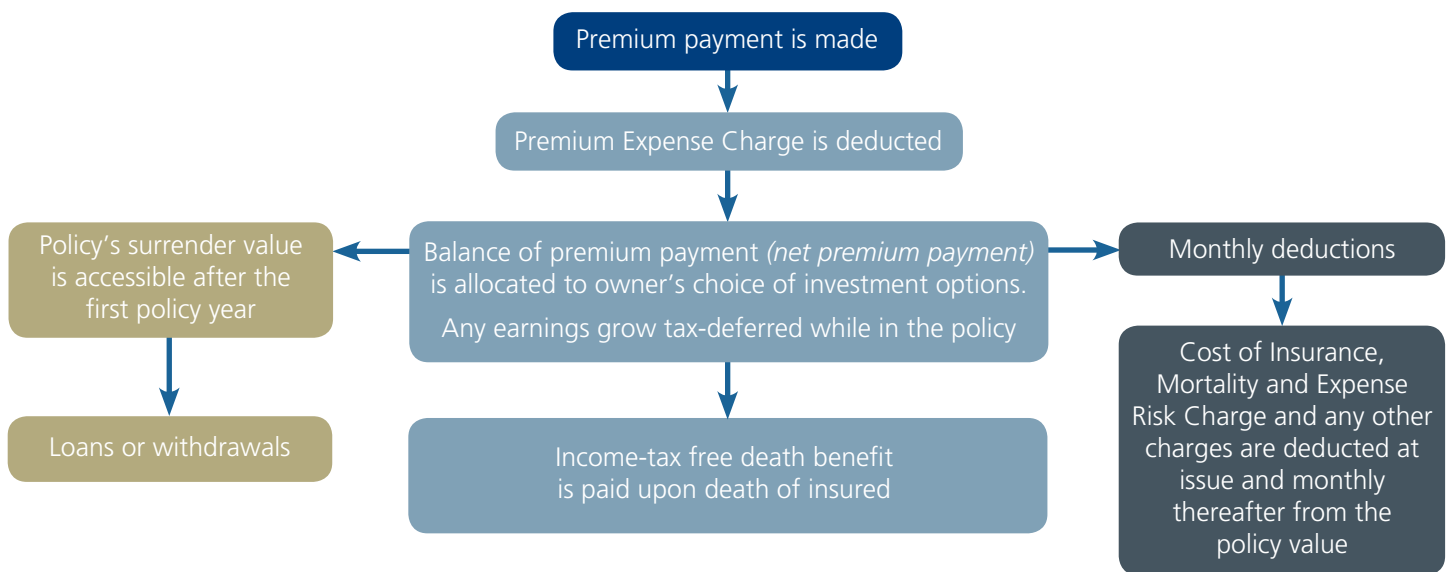 Premium payment is made
Premium Expense Charge is deducted
Policy’s surrender value
is accessible after the
first policy year
Loans or withdrawals
Balance of premium payment (net premium payment)
is allocated to owner’s choice of investment options.
Any earnings grow tax-deferred while in the policy
Income-tax free death benefit
is paid upon death of insured
Monthly deductions
Cost of Insurance,
Mortality and Expense
Risk Charge and any other
charges are deducted at
issue and monthly
thereafter from the
policy value